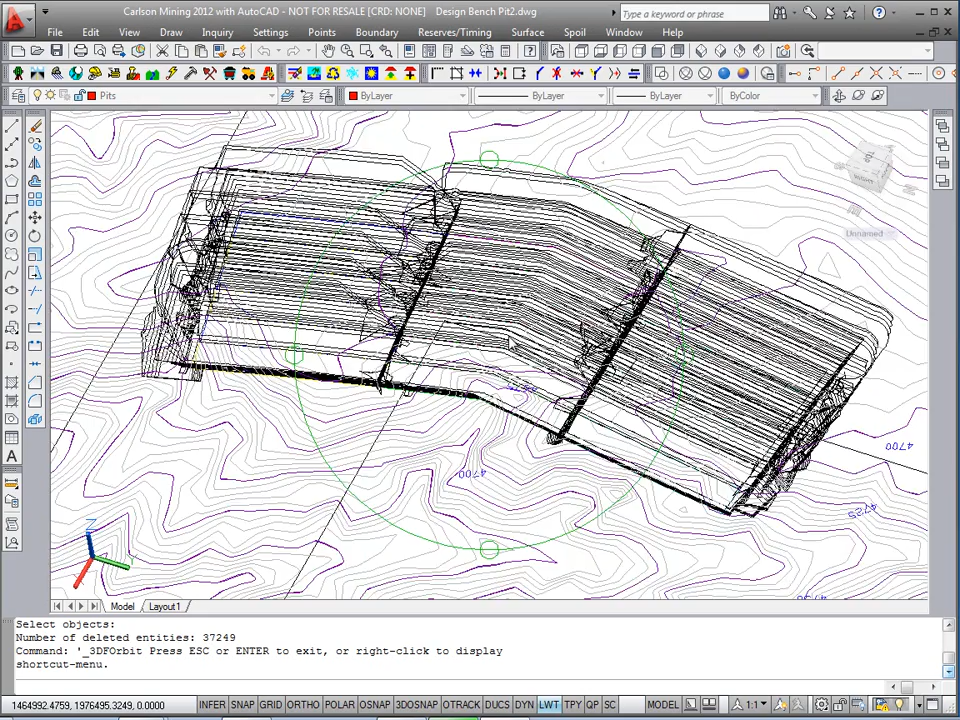 Carlson Mining 2012 with AutoCAD - NOT FOR RESALE [CRD: NONE] Design Bench Pit2.dwg
Type a keyword or phrase
File Edit View Draw Inquiry Settings Points Boundary Reserves/Timing Surface Spoil Window Help
Pits ByLayer ByLayer ByLayer ByColor
TOP
Unnamed
4700
4700
4725
Z
Model Layout1
Select objects:
Number of deleted entities: 37249
Command: '_3DFOrbit Press ESC or ENTER to exit, or right-click to display
shortcut-menu.
1464992.4759, 1976495.3249, 0.0000 INFER SNAP GRID ORTHO POLAR OSNAP 3DOSNAP OTRACK DUCS DYN LWT TPY QP SC MODEL 1:1